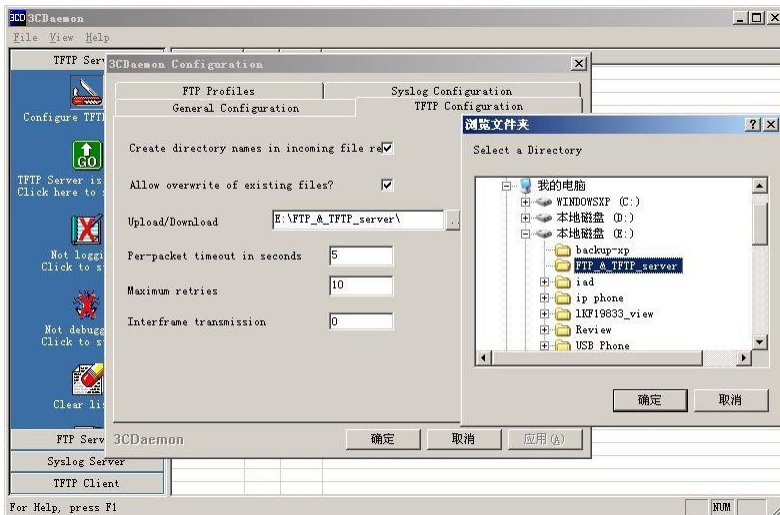 3CD 3CDaemon
File View Help
TFTP Ser
Configure TFT
GO
TFTP Server is
Click here to
Not loggi
Click to s
Not debugg
Click to s
Clear li
FTP Serv
Syslog Server
TFTP Client
For Help, press F1
NUM
3CDaemon Configuration
FTP Profiles
Syslog Configuration
General Configuration
TFTP Configuration
Create directory names in incoming file re
Allow overwrite of existing files?
Upload/Download
E:\FTP_&_TFTP_server\
Per-packet timeout in seconds
5
Maximum retries
10
Interframe transmission
0
3CDaemon
确定
取消
应用(A)
浏览文件夹
Select a Directory
我的电脑
WINDOWSXP (C:)
本地磁盘 (D:)
本地磁盘 (E:)
backup-xp
FTP_&_TFTP_server
iad
ip phone
lKF19833_view
Review
USB Phone
确定
取消